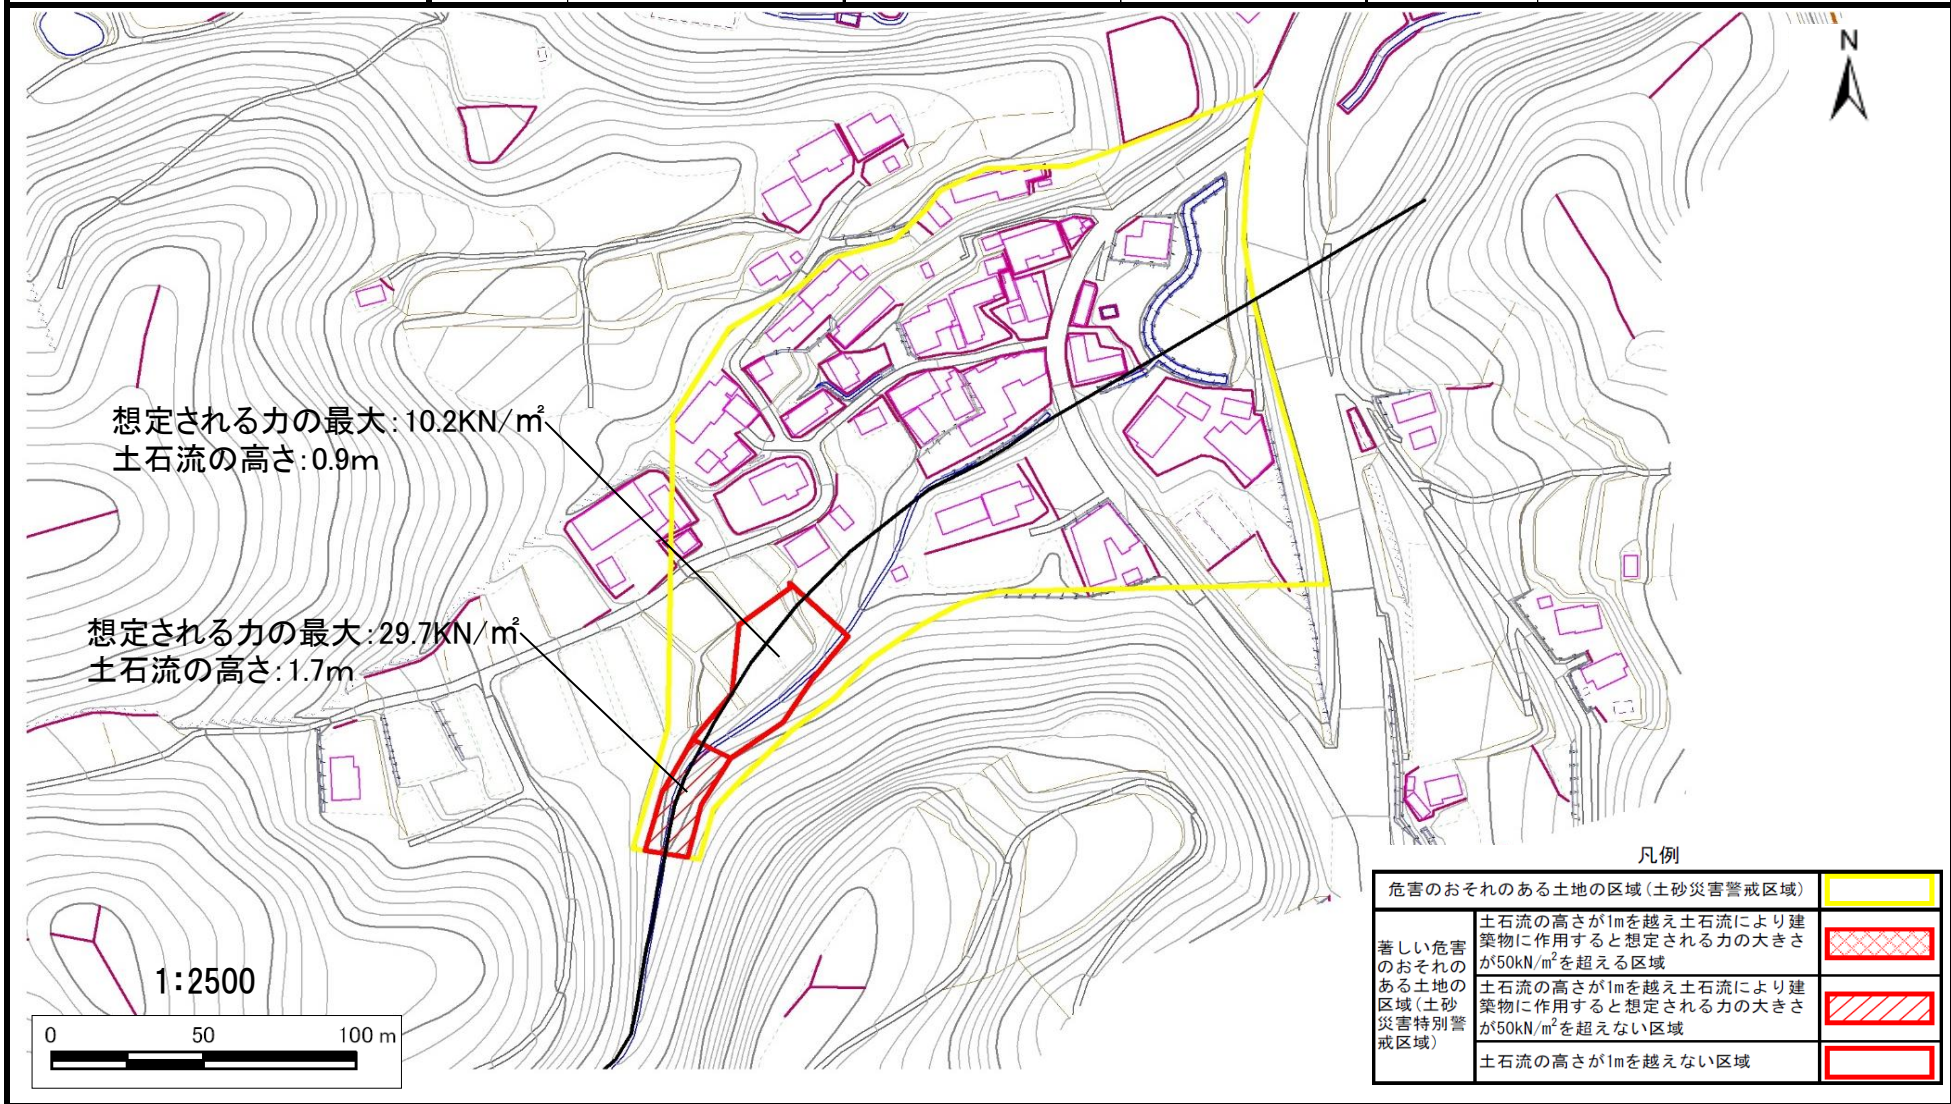 N
想定される力の最大:10.2KN/㎡
土石流の高さ:0.9m
想定される力の最大:29.7KN/㎡
土石流の高さ:1.7m
1:2500
0 50 100 m
凡例
危害のおそれのある土地の区域(土砂災害警戒区域)
著しい危害
のおそれの
ある土地の
区域(土砂
災害特別警
戒区域)
土石流の高さが1mを越え土石流により建
築物に作用すると想定される力の大きさ
が50kN/m²を超える区域
土石流の高さが1mを越え土石流により建
築物に作用すると想定される力の大きさ
が50kN/m²を超えない区域
土石流の高さが1mを越えない区域